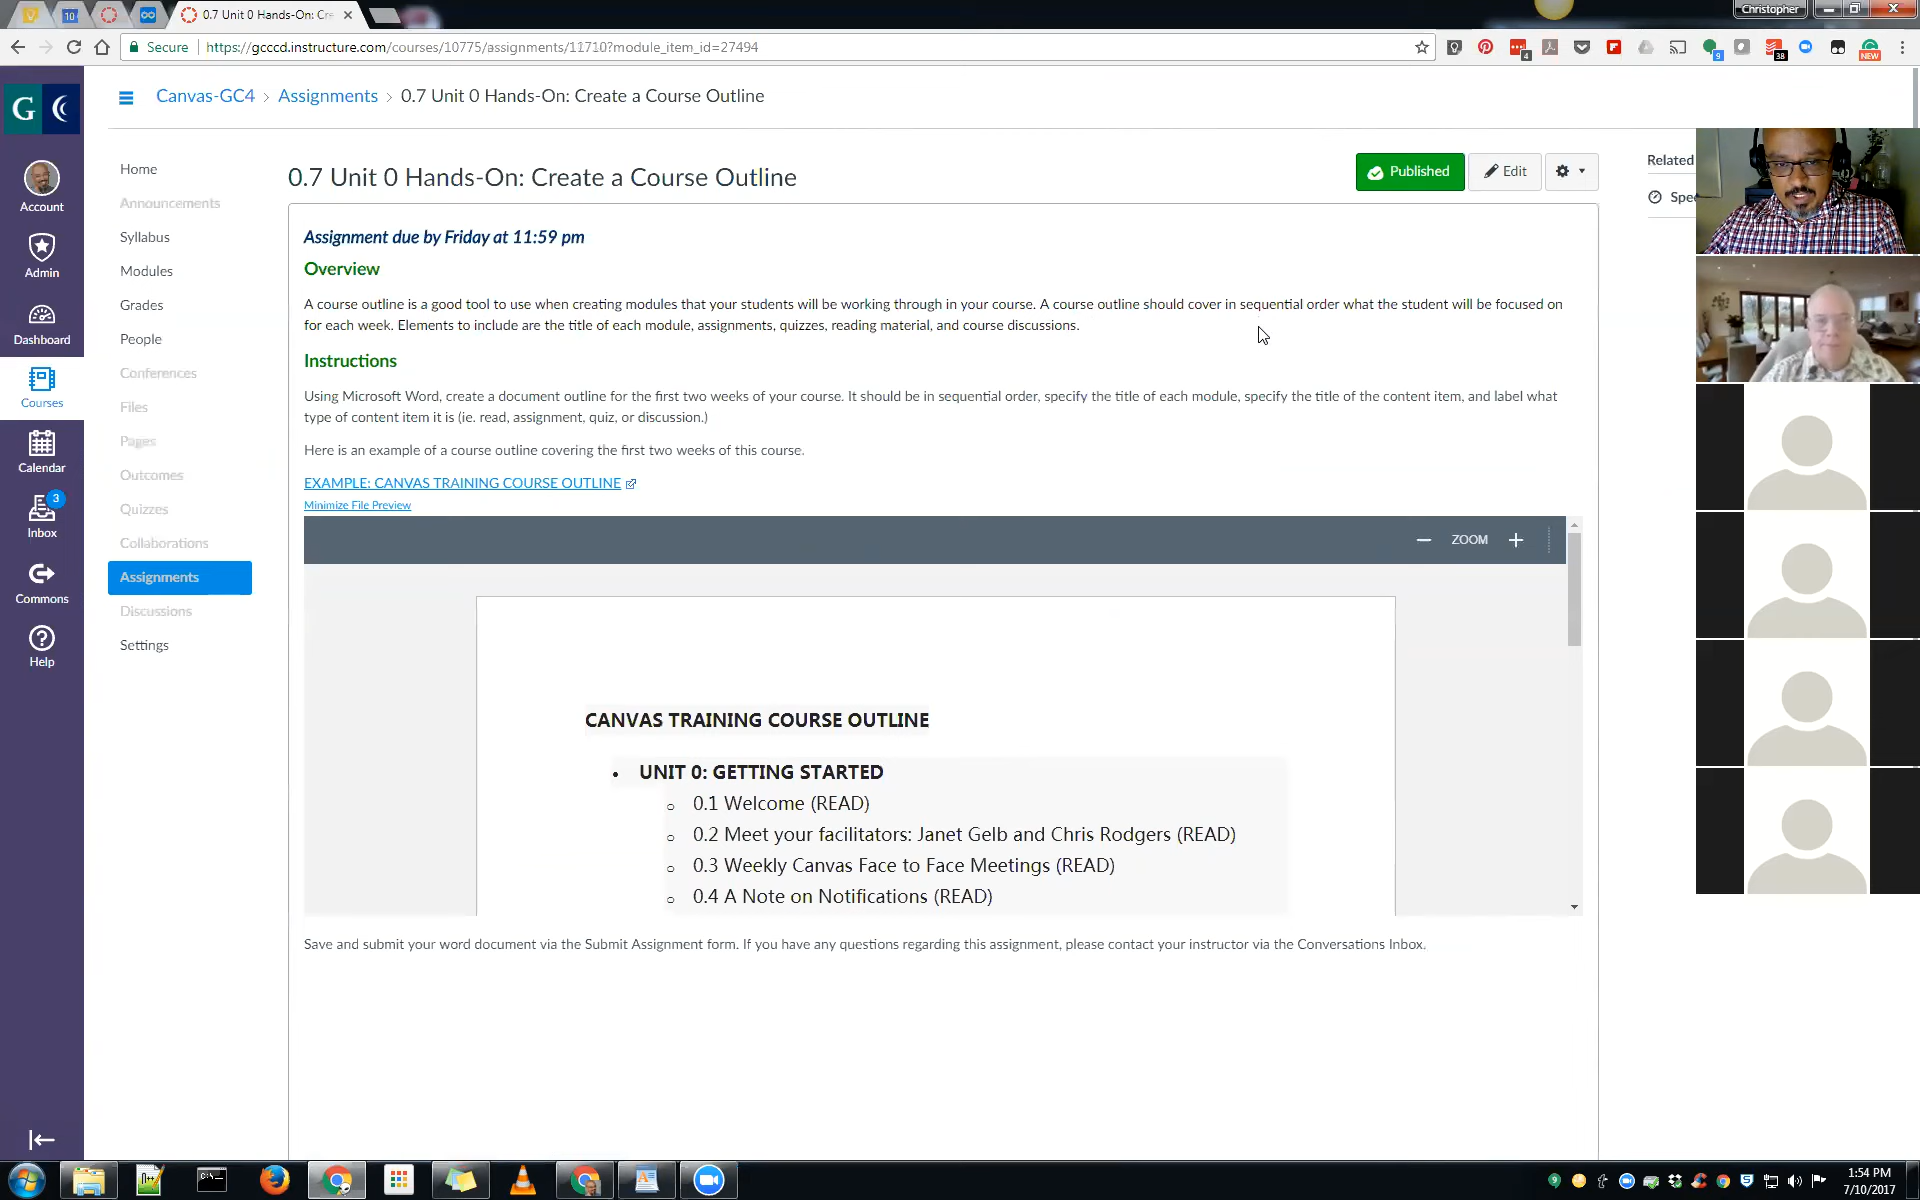 0.7 Unit 0 Hands-On: Cre
Christopher
Secure
https://gcccd.instructure.com/courses/10775/assignments/11710?module_item_id=27494
10
4
9
38
NEW
G
Canvas-GC4 > Assignments > 0.7 Unit 0 Hands-On: Create a Course Outline
Account
Admin
Dashboard
Courses
Calendar
3
Inbox
Commons
Help
Home
Announcements
Syllabus
Modules
Grades
People
Conferences
Files
Pages
Outcomes
Quizzes
Collaborations
Assignments
Discussions
Settings
0.7 Unit 0 Hands-On: Create a Course Outline
Published
Edit
Related
Spee
Assignment due by Friday at 11:59 pm
Overview
A course outline is a good tool to use when creating modules that your students will be working through in your course. A course outline should cover in sequential order what the student will be focused on
for each week. Elements to include are the title of each module, assignments, quizzes, reading material, and course discussions.
Instructions
Using Microsoft Word, create a document outline for the first two weeks of your course. It should be in sequential order, specify the title of each module, specify the title of the content item, and label what
type of content item it is (ie. read, assignment, quiz, or discussion.)
Here is an example of a course outline covering the first two weeks of this course.
EXAMPLE: CANVAS TRAINING COURSE OUTLINE
Minimize File Preview
ZOOM
CANVAS TRAINING COURSE OUTLINE
• UNIT 0: GETTING STARTED
o 0.1 Welcome (READ)
o 0.2 Meet your facilitators: Janet Gelb and Chris Rodgers (READ)
o 0.3 Weekly Canvas Face to Face Meetings (READ)
o 0.4 A Note on Notifications (READ)
Save and submit your word document via the Submit Assignment form. If you have any questions regarding this assignment, please contact your instructor via the Conversations Inbox.
1:54 PM
7/10/2017